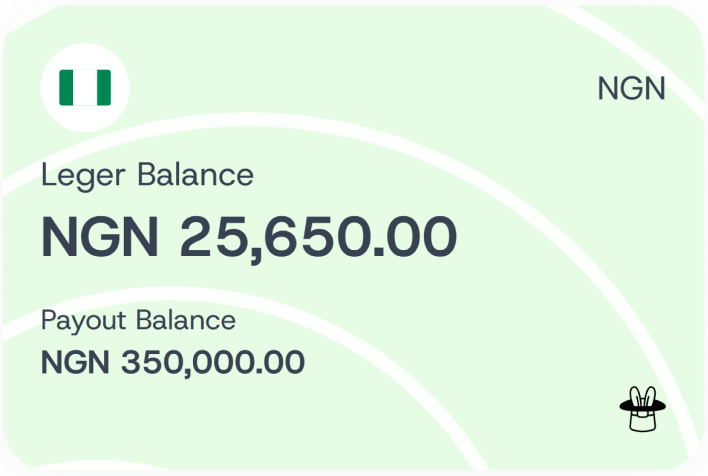 NGN
Leger Balance
NGN 25,650.00
Payout Balance
NGN 350,000.00